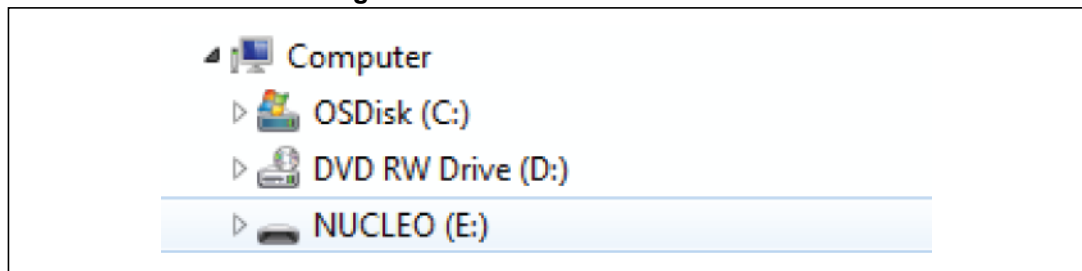 Computer
OSDisk (C:)
DVD RW Drive (D:)
NUCLEO (E:)